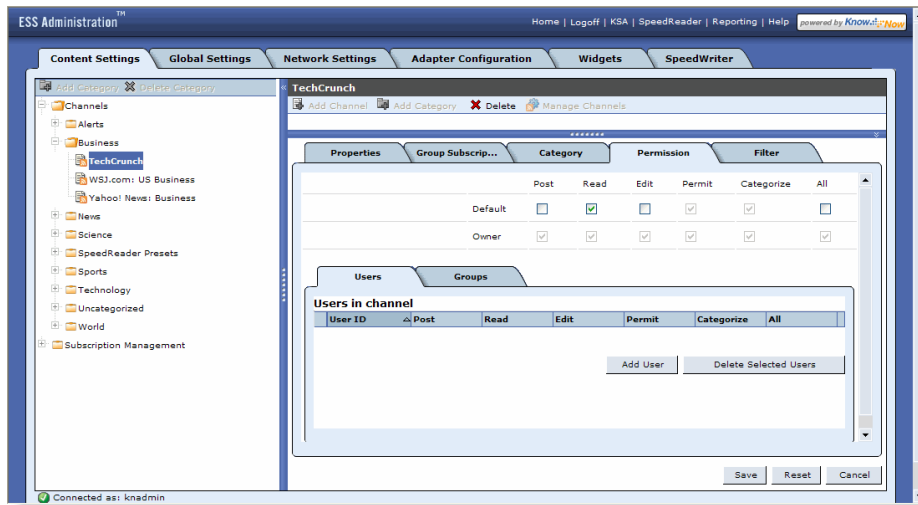 ESS Administration™
Home | Logoff | KSA | SpeedReader | Reporting | Help powered by KnowNow
Content Settings Global Settings Network Settings Adapter Configuration Widgets SpeedWriter
Add Category Delete Category
Channels
Alerts
Business
TechCrunch
WSJ.com: US Business
Yahoo! News: Business
News
Science
SpeedReader Presets
Sports
Technology
Uncategorized
World
Subscription Management
TechCrunch
Add Channel Add Category Delete Manage Channels
Properties Group Subscrip... Category Permission Filter
Post Read Edit Permit Categorize All
Default
Owner
Users Groups
Users in channel
User ID Post Read Edit Permit Categorize All
Add User Delete Selected Users
Save Reset Cancel
Connected as: knadmin